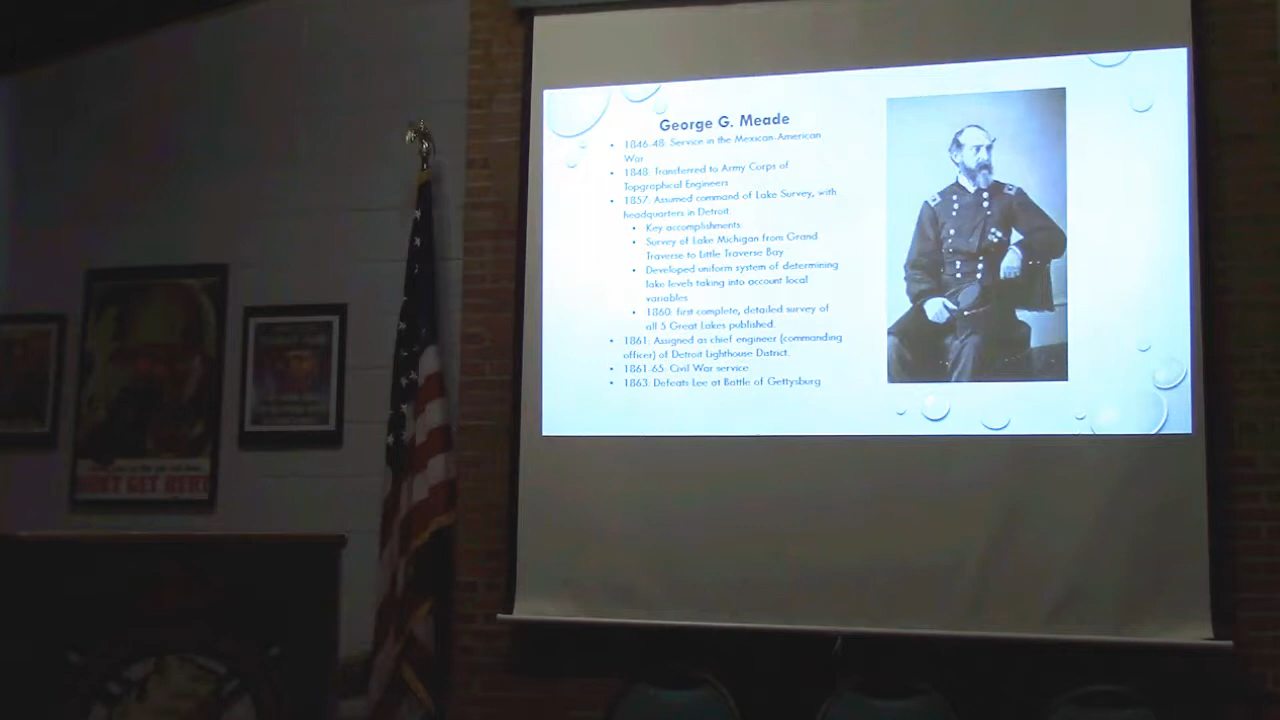 George G. Meade
• 1846-48: Service in the Mexican-American
War
• 1848: Transferred to Army Corps of
Topographical Engineers
• 1857: Assumed command of Lake Survey, with
headquarters in Detroit.
• Key accomplishments
• Survey of Lake Michigan from Grand
Traverse to Little Traverse Bay
• Developed uniform system of determining
lake levels taking into account local
variables
• 1860: first complete, detailed survey of
all 5 Great Lakes published.
• 1861: Assigned as chief engineer (commanding
officer) of Detroit Lighthouse District.
• 1861-65: Civil War service
• 1863: Defeats Lee at Battle of Gettysburg
GET